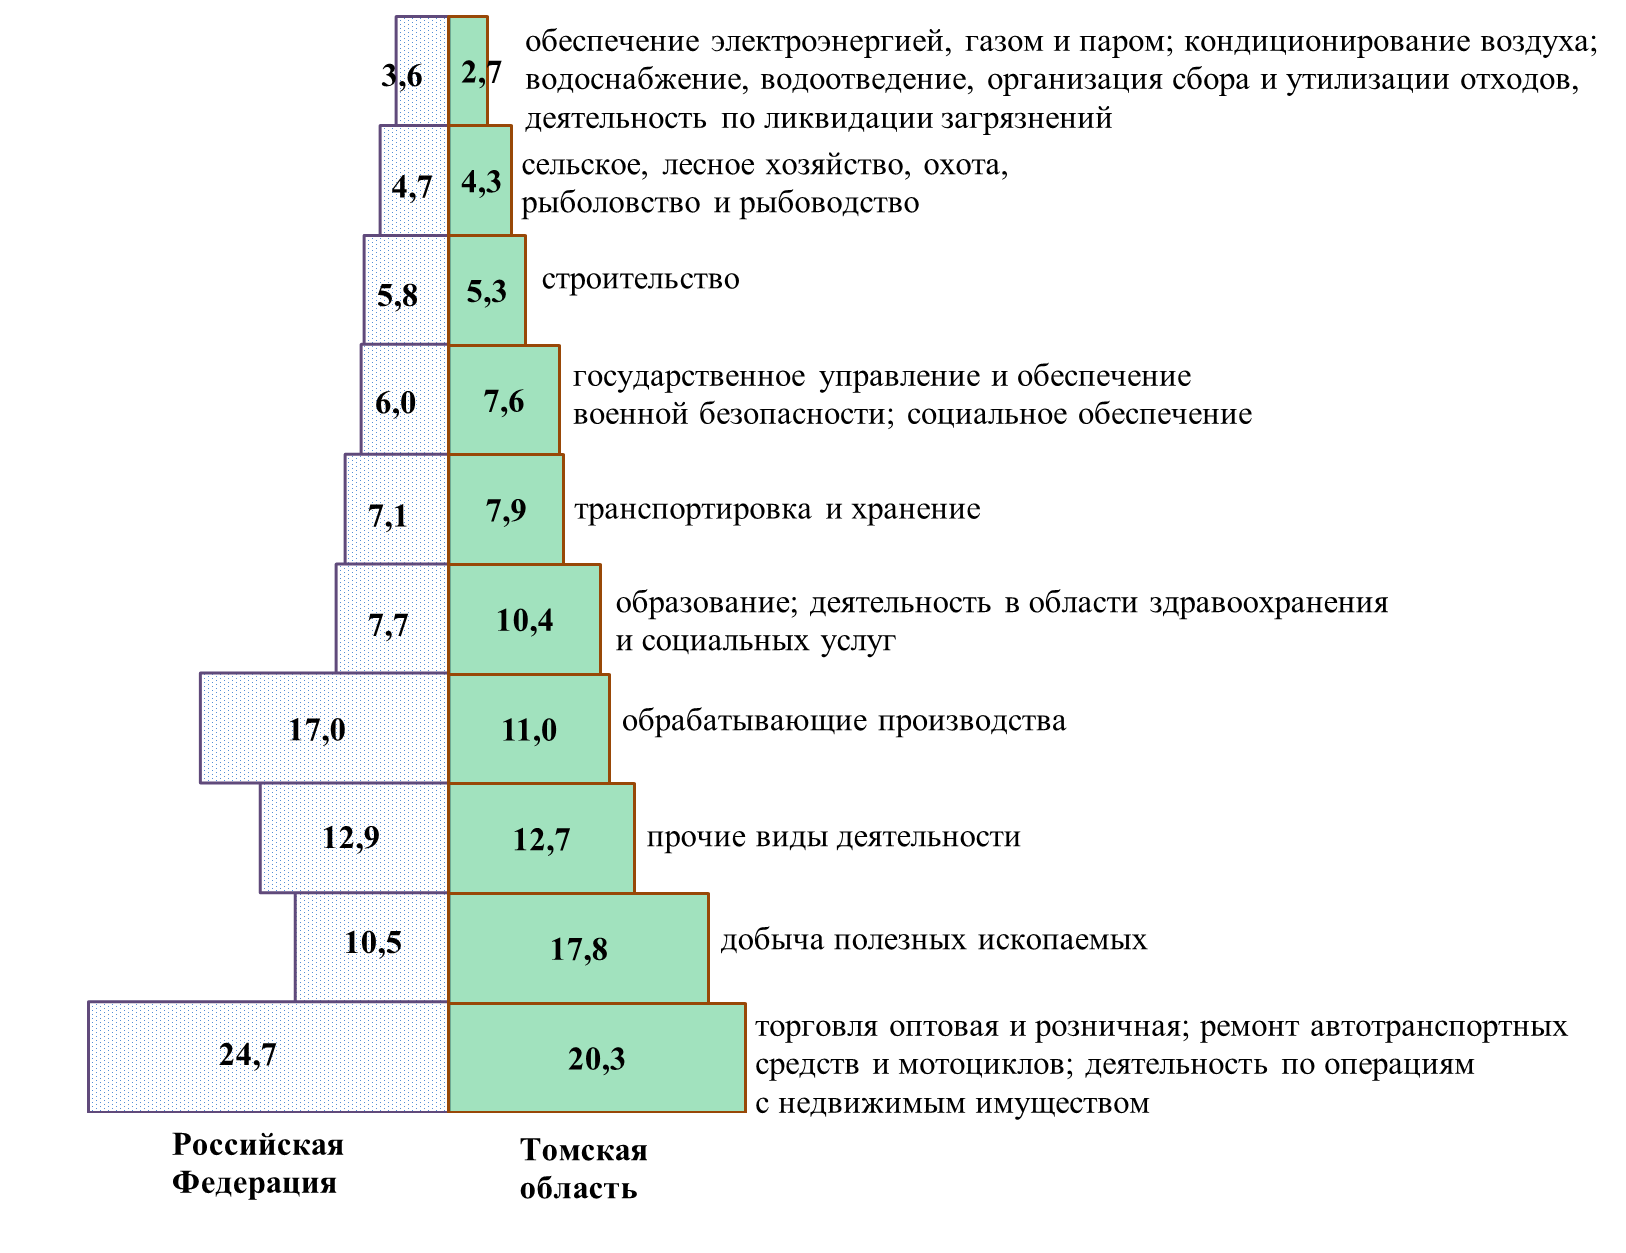 3,6
2,7
обеспечение электроэнергией, газом и паром; кондиционирование воздуха;
водоснабжение, водоотведение, организация сбора и утилизации отходов,
деятельность по ликвидации загрязнений
4,7
4,3
сельское, лесное хозяйство, охота,
рыболовство и рыбоводство
5,8
5,3
строительство
6,0
7,6
государственное управление и обеспечение
военной безопасности; социальное обеспечение
7,1
7,9
транспортировка и хранение
7,7
10,4
образование; деятельность в области здравоохранения
и социальных услуг
17,0
11,0
обрабатывающие производства
12,9
12,7
прочие виды деятельности
10,5
17,8
добыча полезных ископаемых
24,7
20,3
торговля оптовая и розничная; ремонт автотранспортных
средств и мотоциклов; деятельность по операциям
с недвижимым имуществом
Российская
Федерация
Томская
область